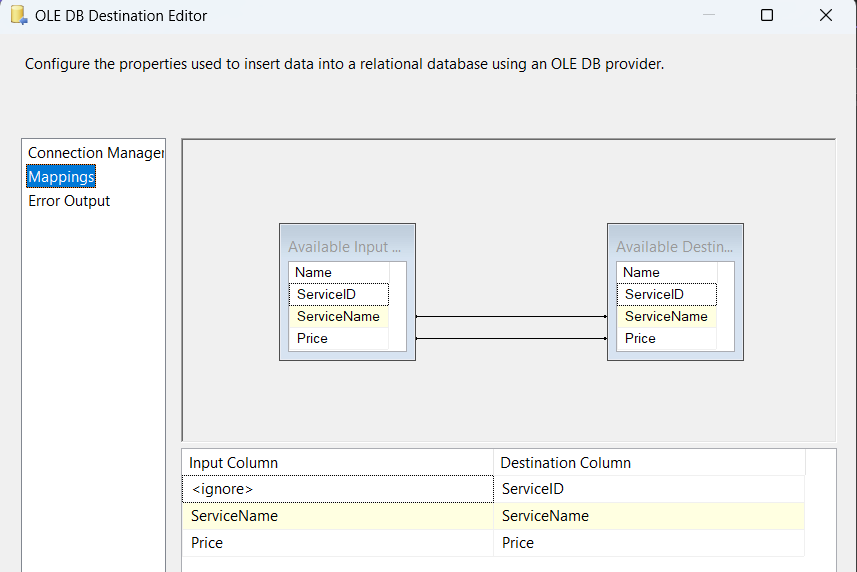 OLE DB Destination Editor
Configure the properties used to insert data into a relational database using an OLE DB provider.
Connection Manager
Mappings
Error Output
Available Input ...
Name
ServiceID
ServiceName
Price
Available Destin...
Name
ServiceID
ServiceName
Price
Input Column Destination Column
<ignore> ServiceID
ServiceName ServiceName
Price Price